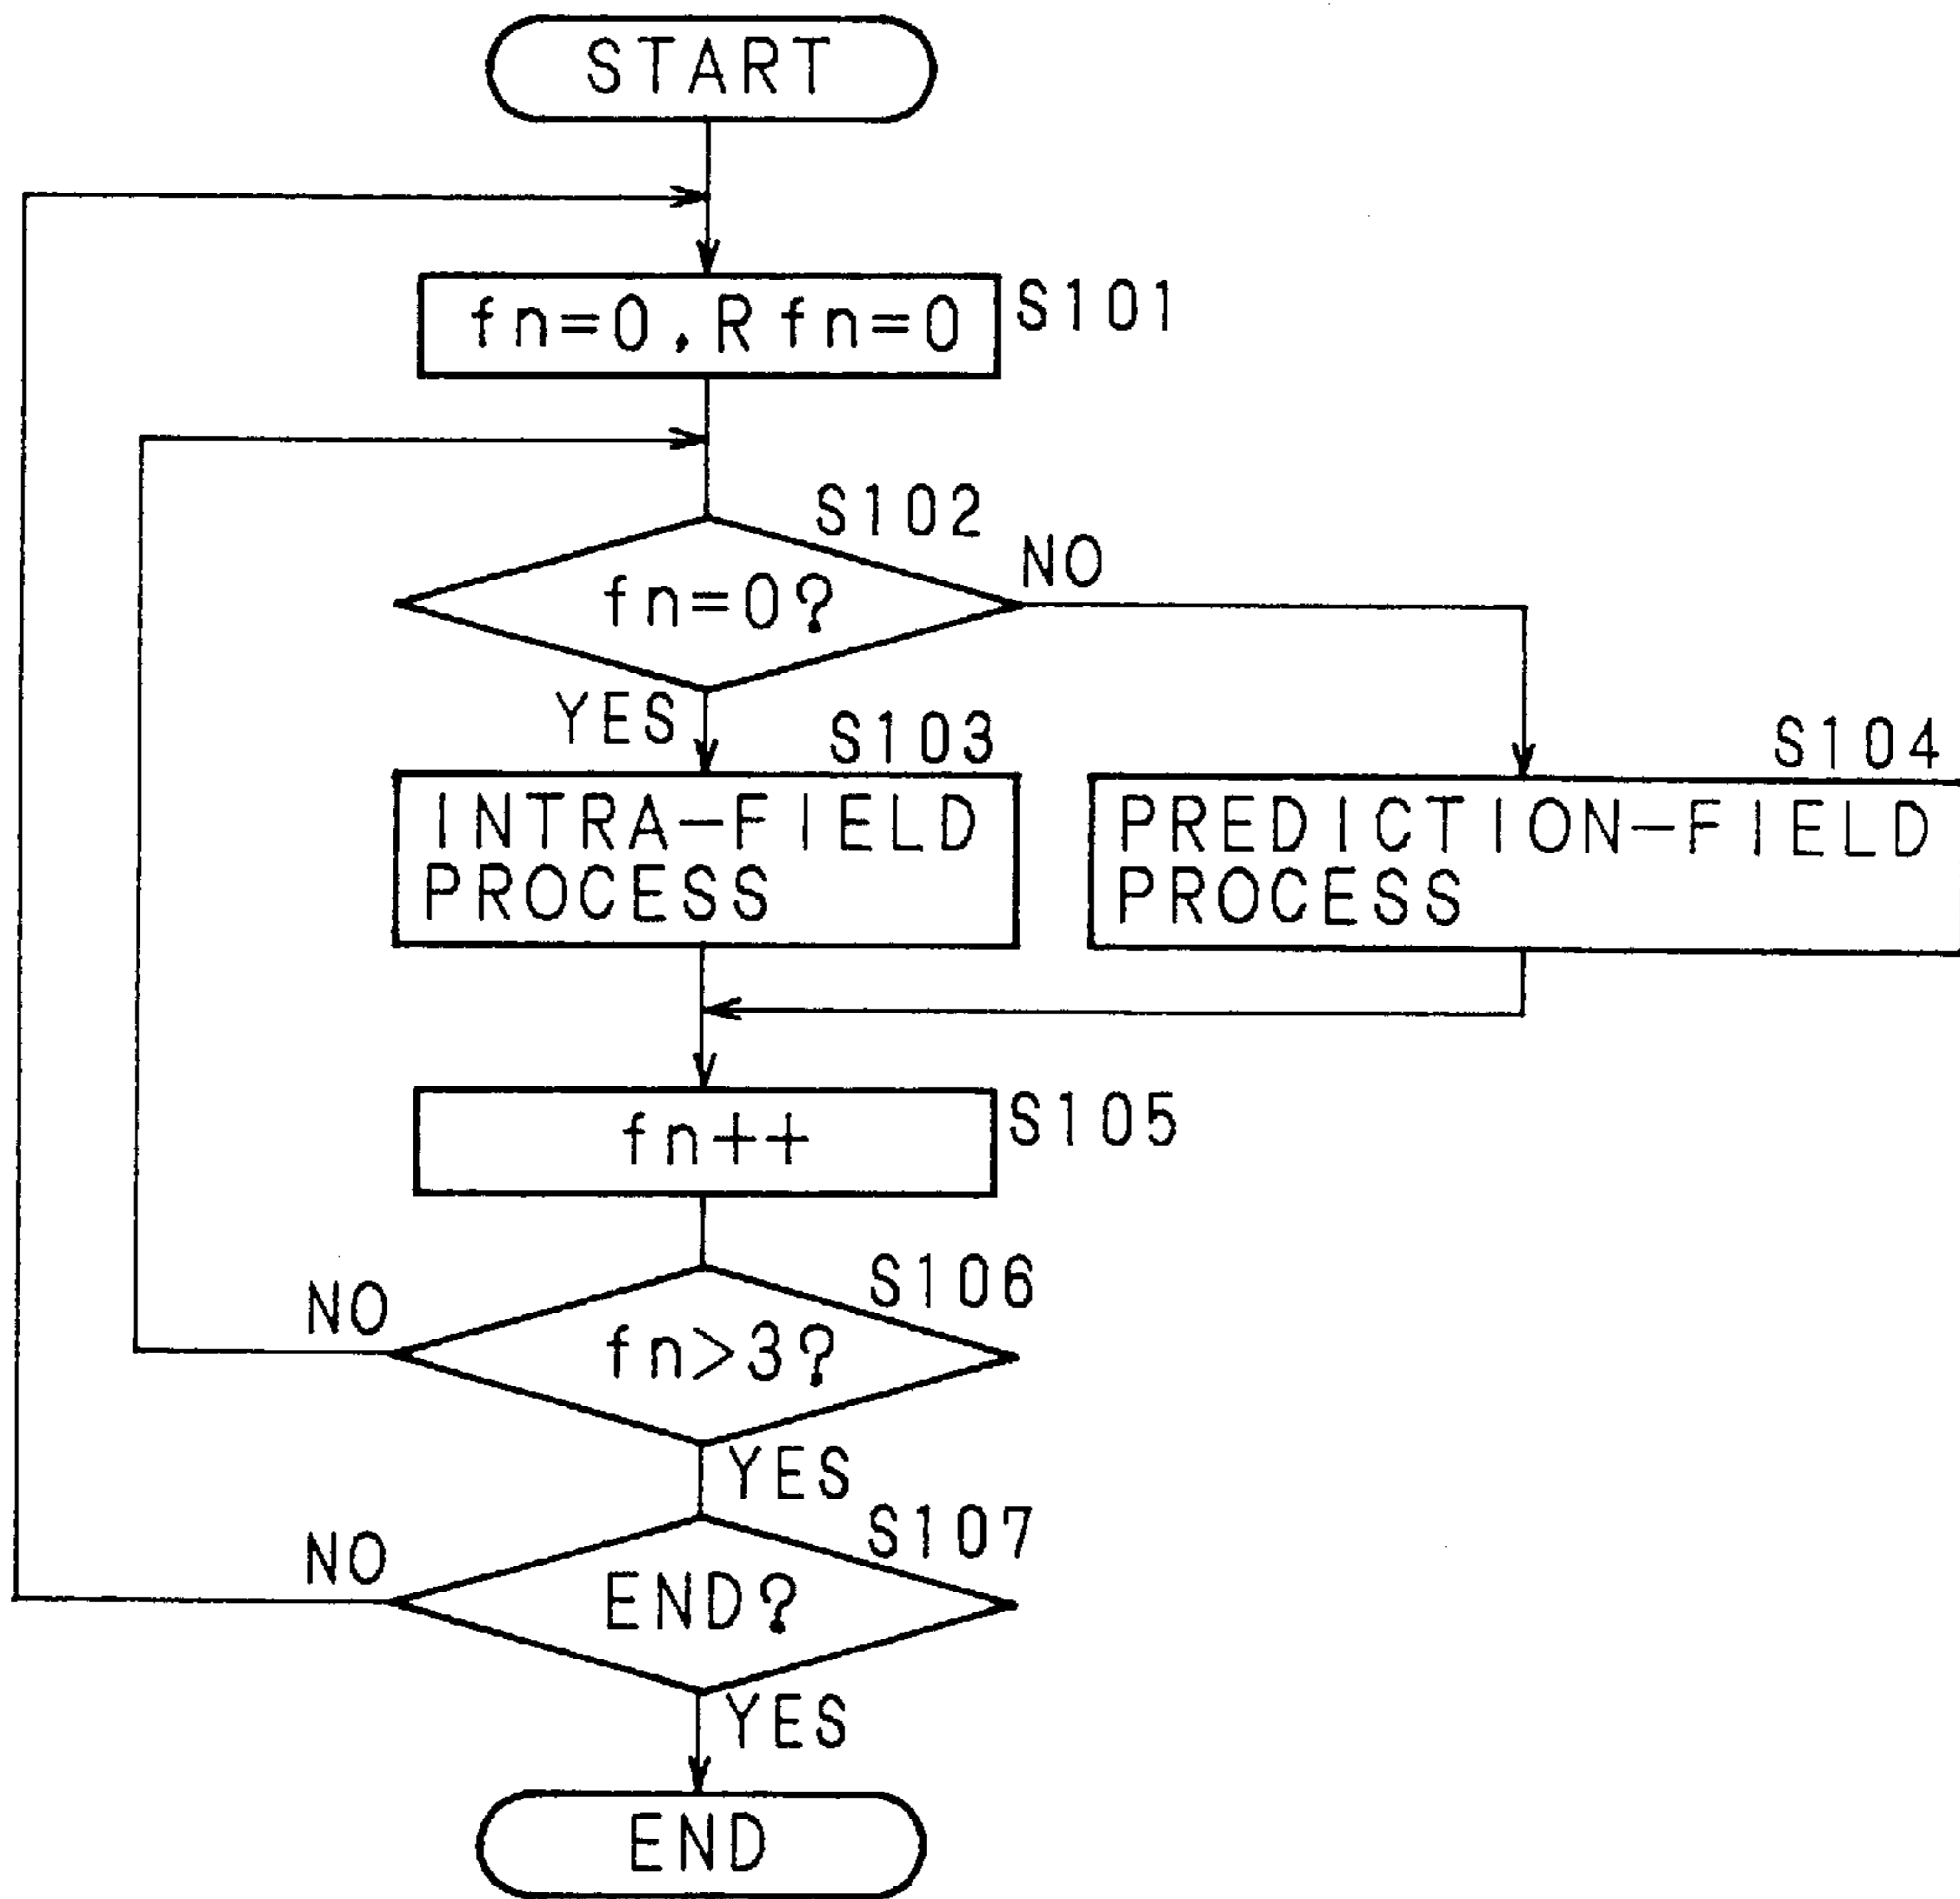 START
fn=0,Rfn=0
S101
S102
fn=0?
NO
YES
S103
INTRA-FIELD
PROCESS
S104
PREDICTION-FIELD
PROCESS
fn++
S105
S106
NO
fn>3?
YES
S107
NO
END?
YES
END